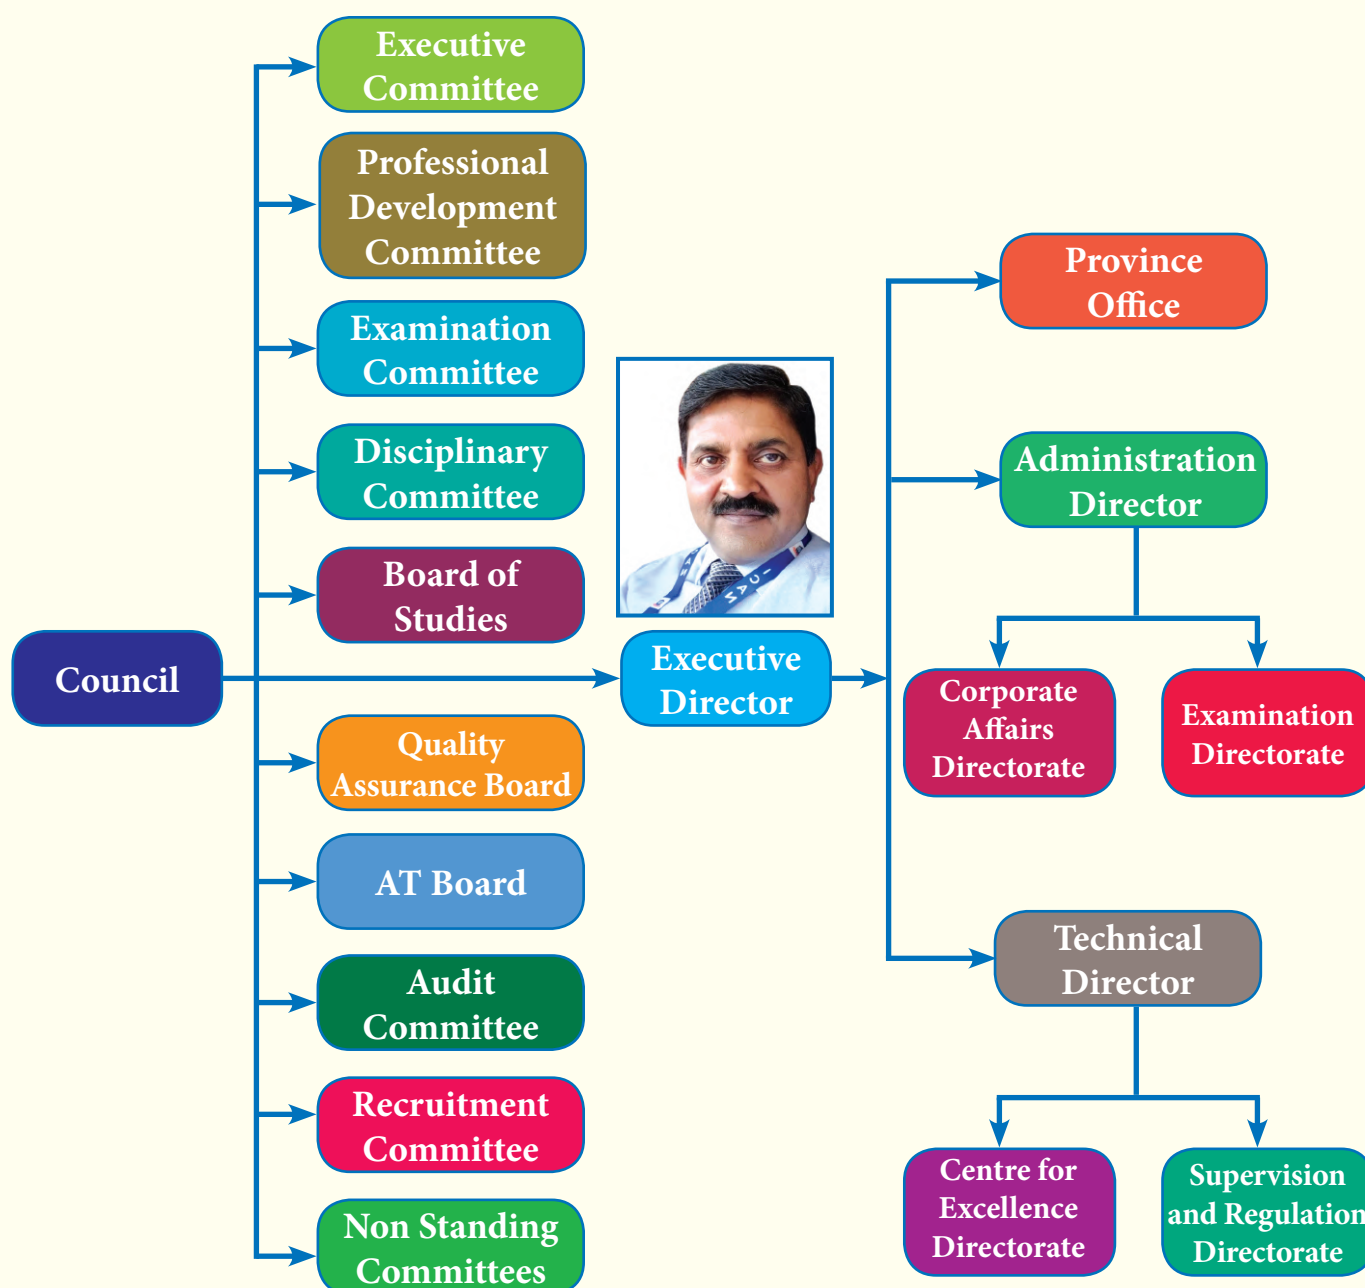 Executive
Committee
Professional
Development
Committee
Examination
Committee
Disciplinary
Committee
Board of
Studies
Council
Quality
Assurance Board
AT Board
Audit
Committee
Recruitment
Committee
Non Standing
Committees
ICAN
Executive
Director
Province
Office
Administration
Director
Corporate
Affairs
Directorate
Examination
Directorate
Technical
Director
Centre for
Excellence
Directorate
Supervision
and Regulation
Directorate